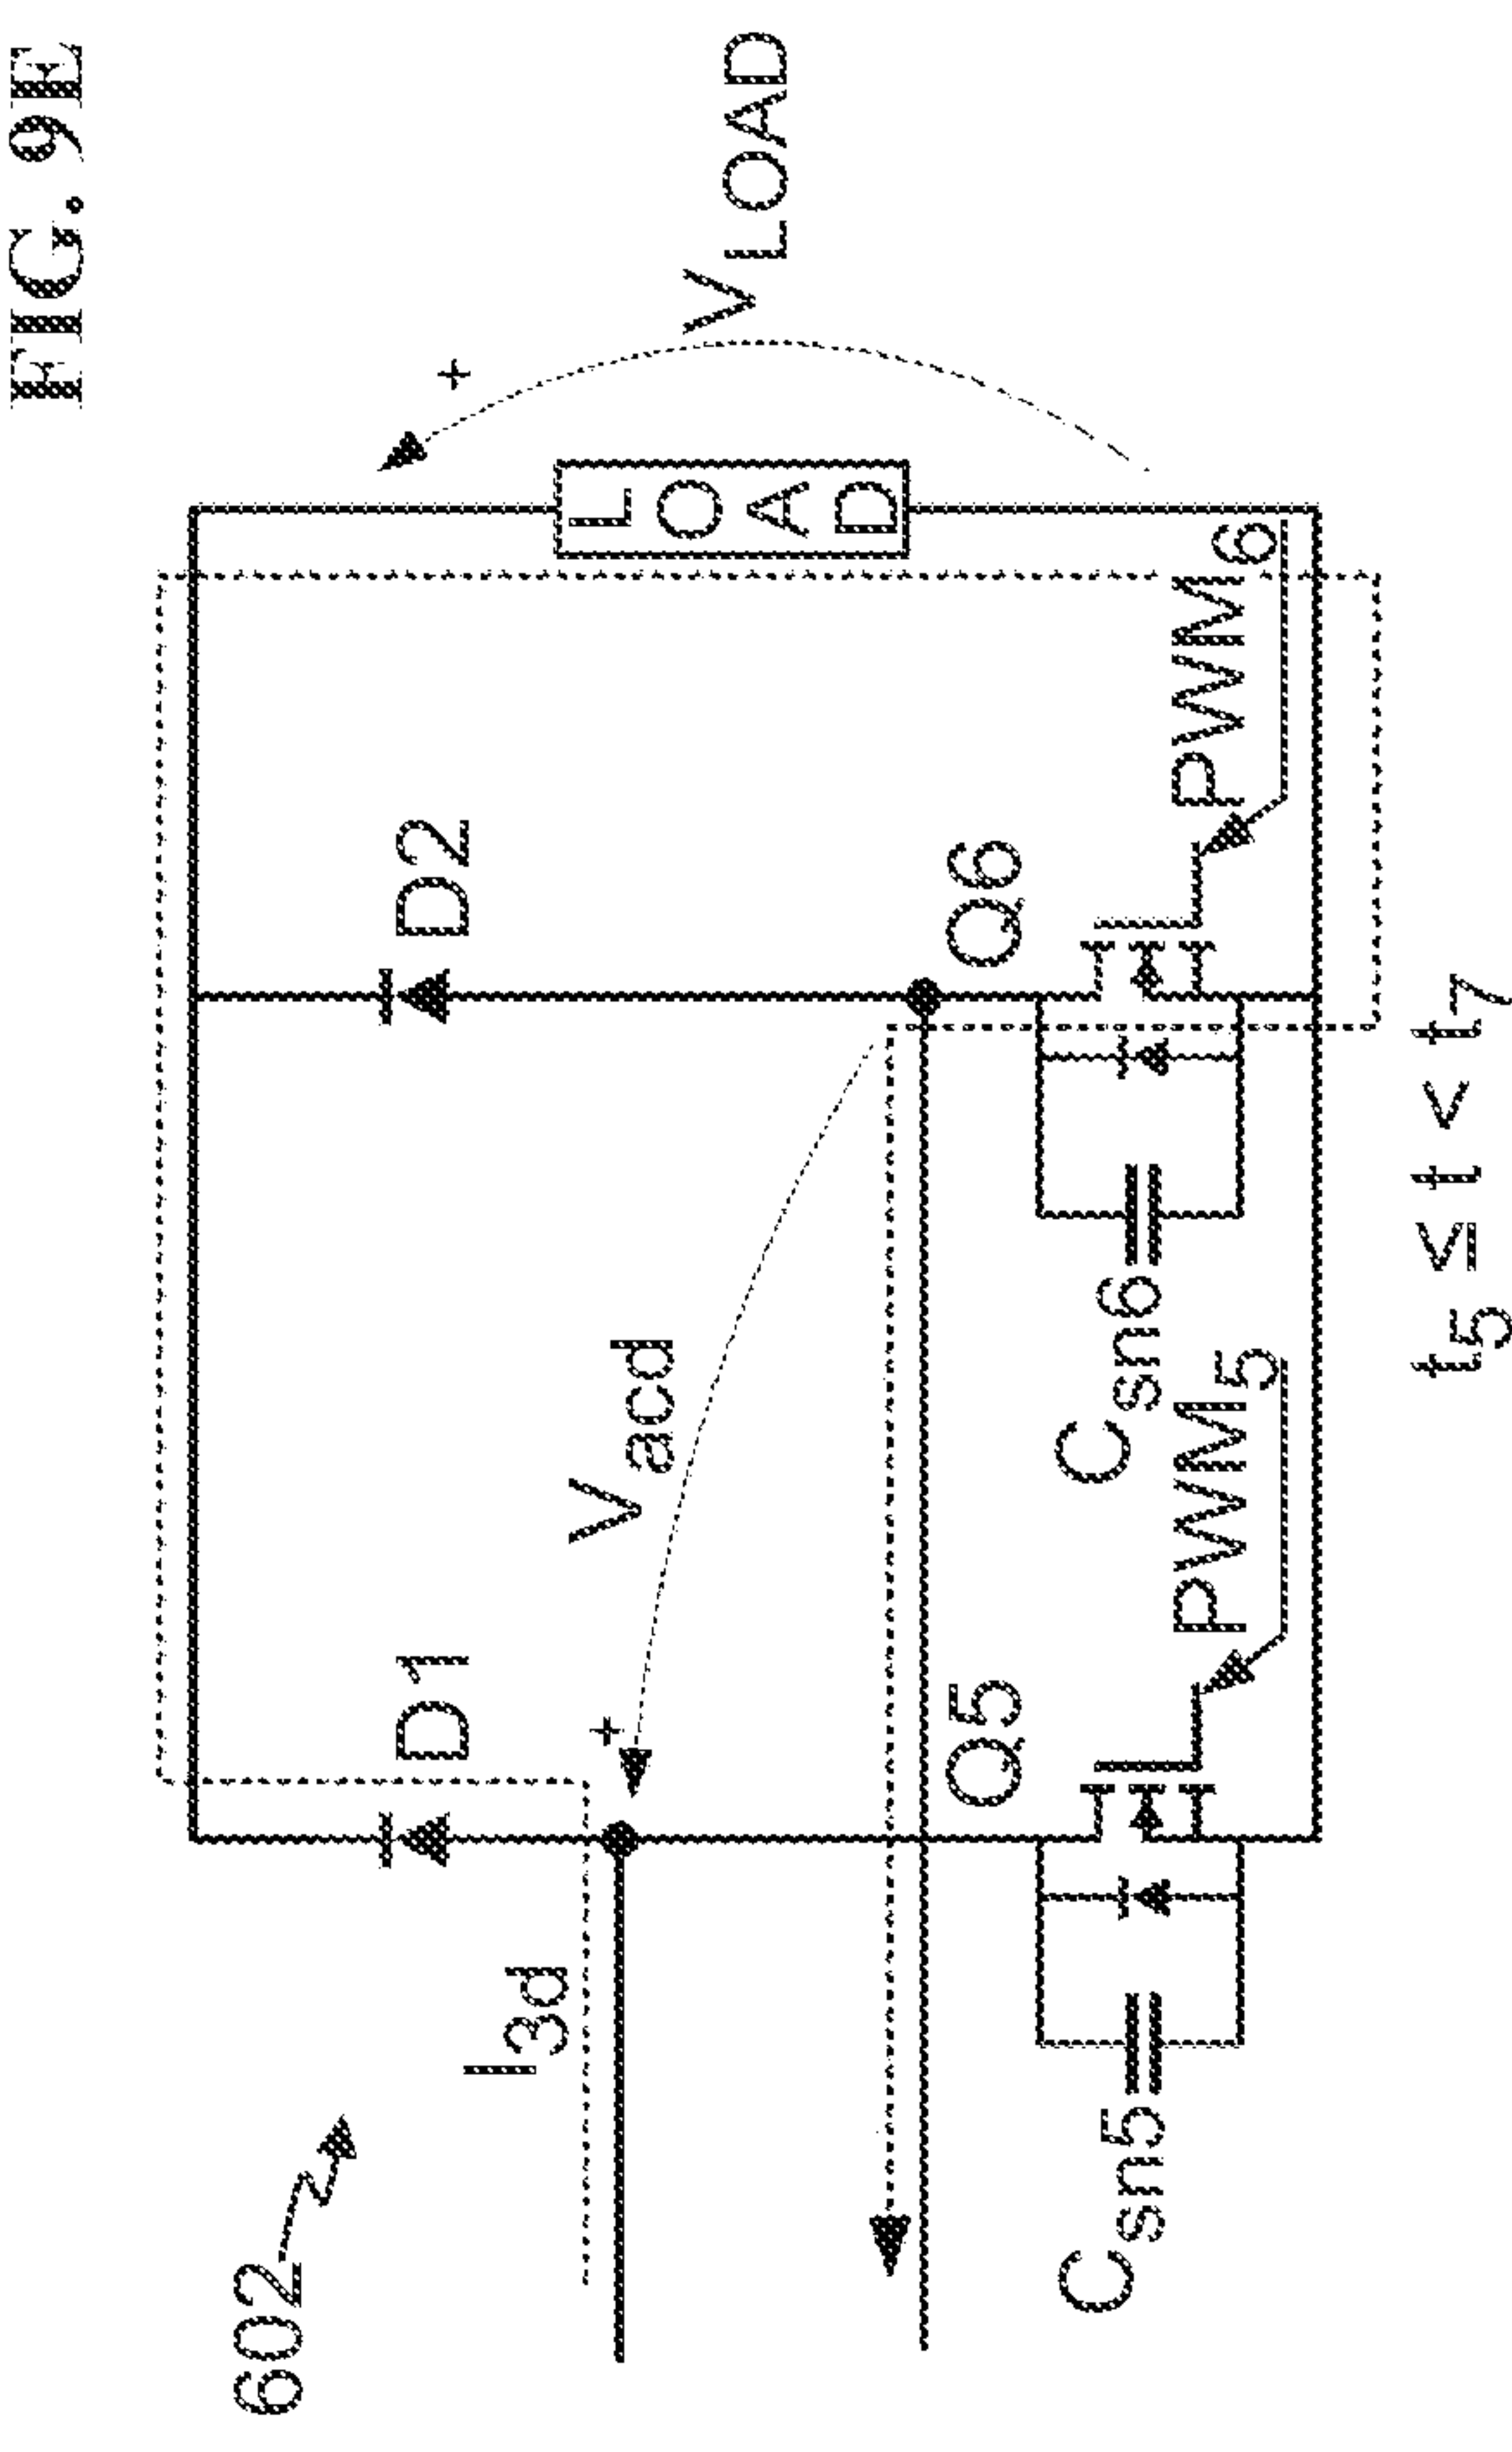 FIG. 9E
602
I3d
D1
D2
+
Vacd
+
VLOAD
LOAD
Q5
Q6
Csn5
PWM5
Csn6
PWM6
t5 ≤ t < t7